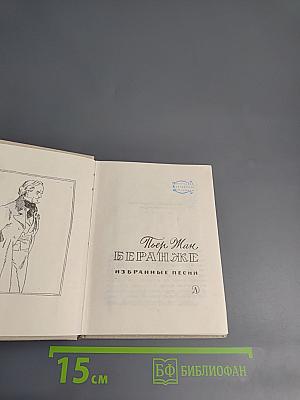 Пьер Жан
БЕРАНЖЕ
ИЗБРАННЫЕ ПЕСНИ
15 см
БФ БИБЛИОФАН